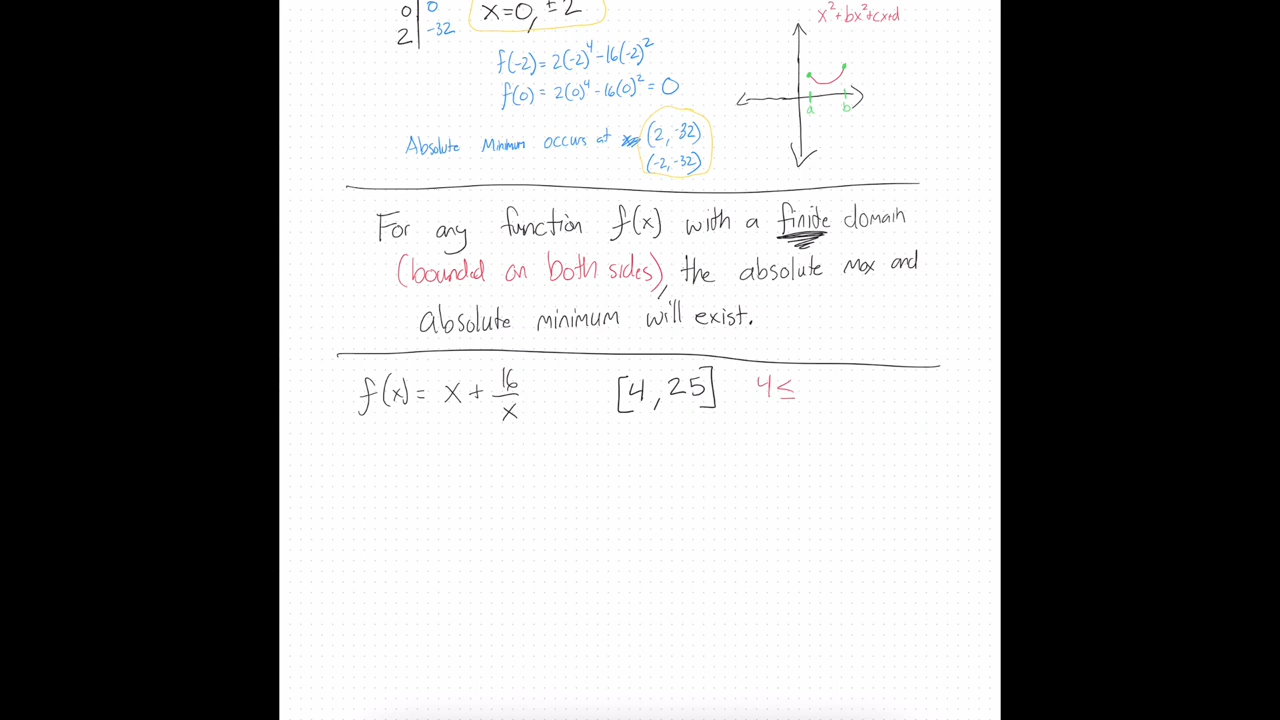 0 | 0
2 | -32
x=0, ±2
x²+bx²+cx+d
f(-2) = 2(-2)⁴-16(-2)²
f(0) = 2(0)⁴-16(0)² = 0
a b
Absolute Minimum occurs at (2, -32)
(-2, -32)
For any function f(x) with a finite domain
(bounded on both sides), the absolute max and
absolute minimum will exist.
f(x) = x + 16/x [4, 25] 4 ≤